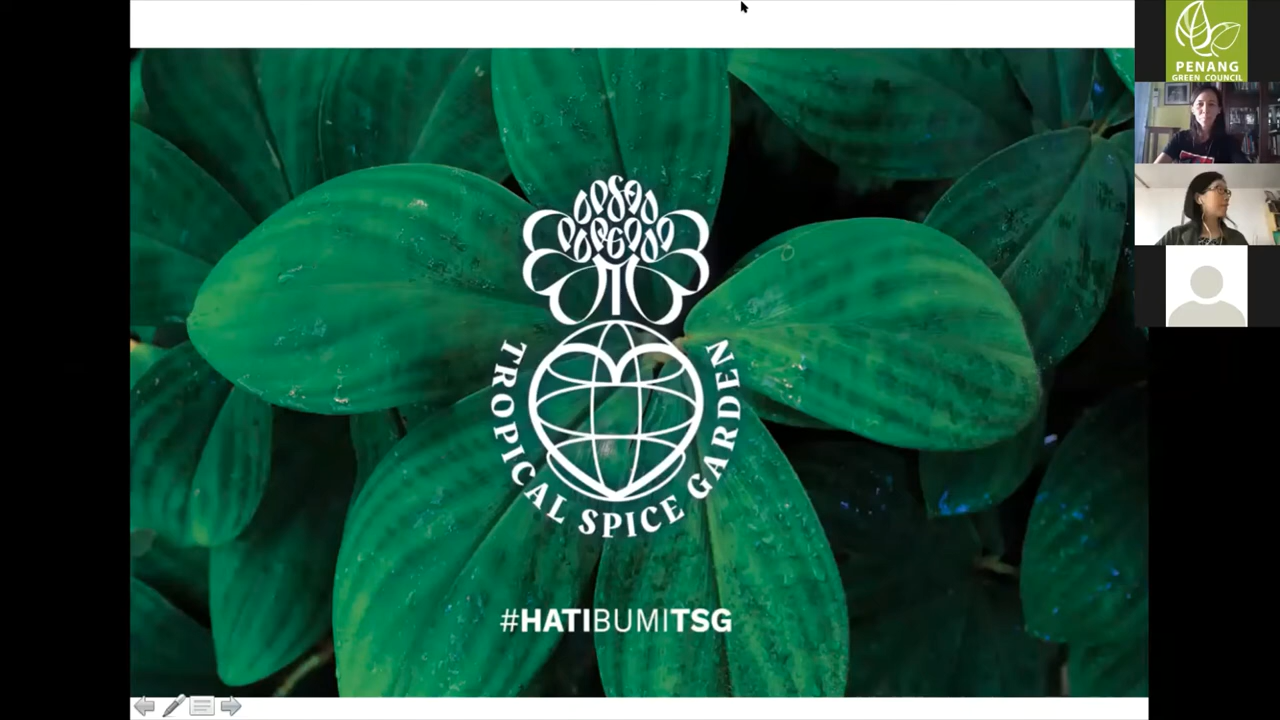 TROPICAL SPICE GARDEN
#HATIBUMITSG
PENANG
GREEN COUNCIL